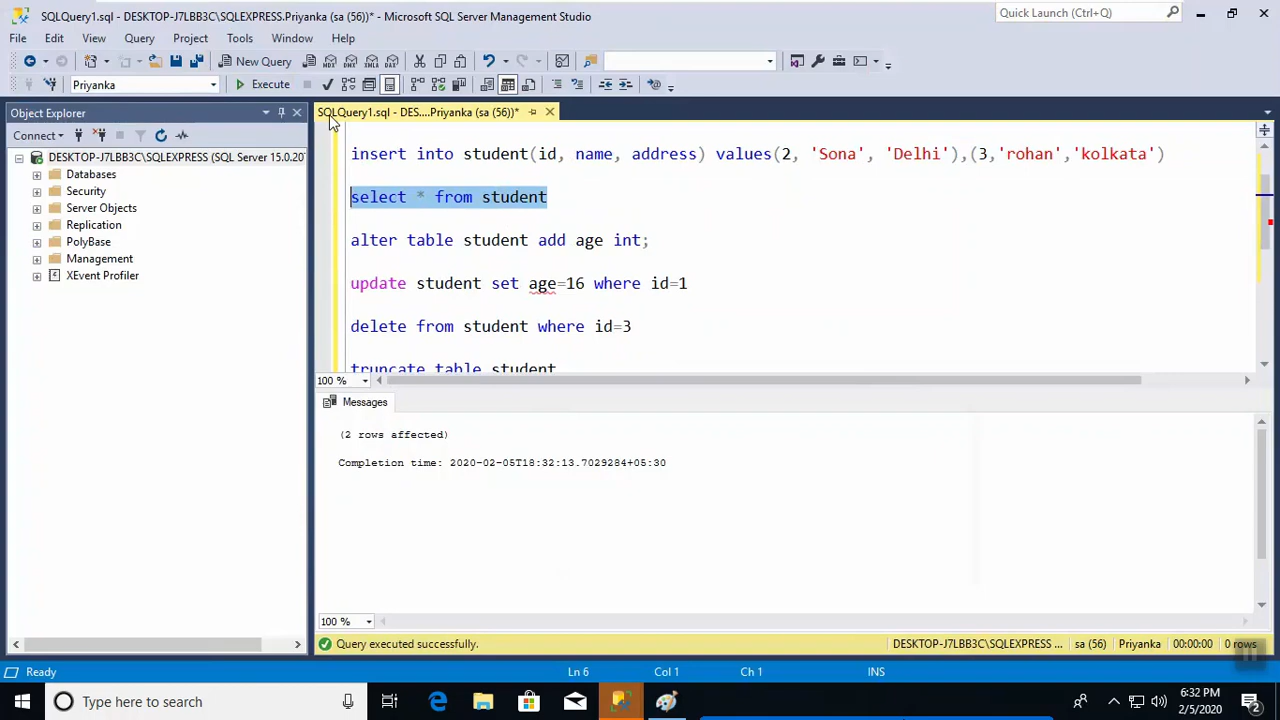 SQLQuery1.sql - DESKTOP-J7LBB3C\SQLEXPRESS.Priyanka (sa (56))* - Microsoft SQL Server Management Studio
Quick Launch (Ctrl+Q)
File Edit View Query Project Tools Window Help
New Query
MDX DMX XMLA DAX
Priyanka
Execute
Object Explorer
SQLQuery1.sql - DES....Priyanka (sa (56))*
Connect
DESKTOP-J7LBB3C\SQLEXPRESS (SQL Server 15.0.20
Databases
Security
Server Objects
Replication
PolyBase
Management
XEvent Profiler
insert into student(id, name, address) values(2, 'Sona', 'Delhi'),(3,'rohan','kolkata')
select * from student
alter table student add age int;
update student set age=16 where id=1
delete from student where id=3
truncate table student
100 %
Messages
(2 rows affected)
Completion time: 2020-02-05T18:32:13.7029284+05:30
100 %
Query executed successfully.
DESKTOP-J7LBB3C\SQLEXPRESS ... sa (56) Priyanka 00:00:00 0 rows
Ready
Ln 6 Col 1 Ch 1 INS
Type here to search
6:32 PM
2/5/2020
2